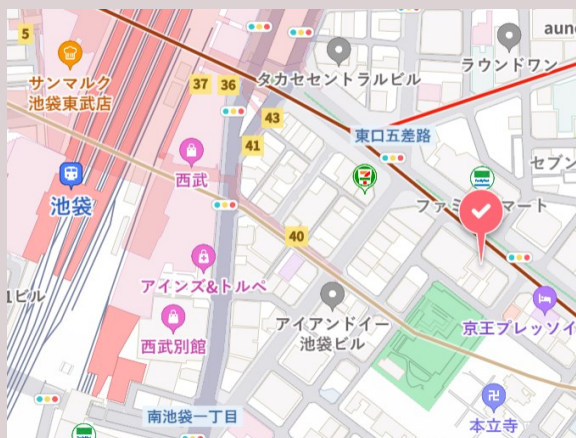 5
サンマルク
池袋東武店
37
36
43
41
タカセセントラルビル
ラウンドワン
aune
東口五差路
セブン
西武
池袋
ファミ
マート
40
アインズ&トルペ
1ビル
西武別館
アイアンドイー
池袋ビル
京王プレッソイ
南池袋一丁目
本立寺